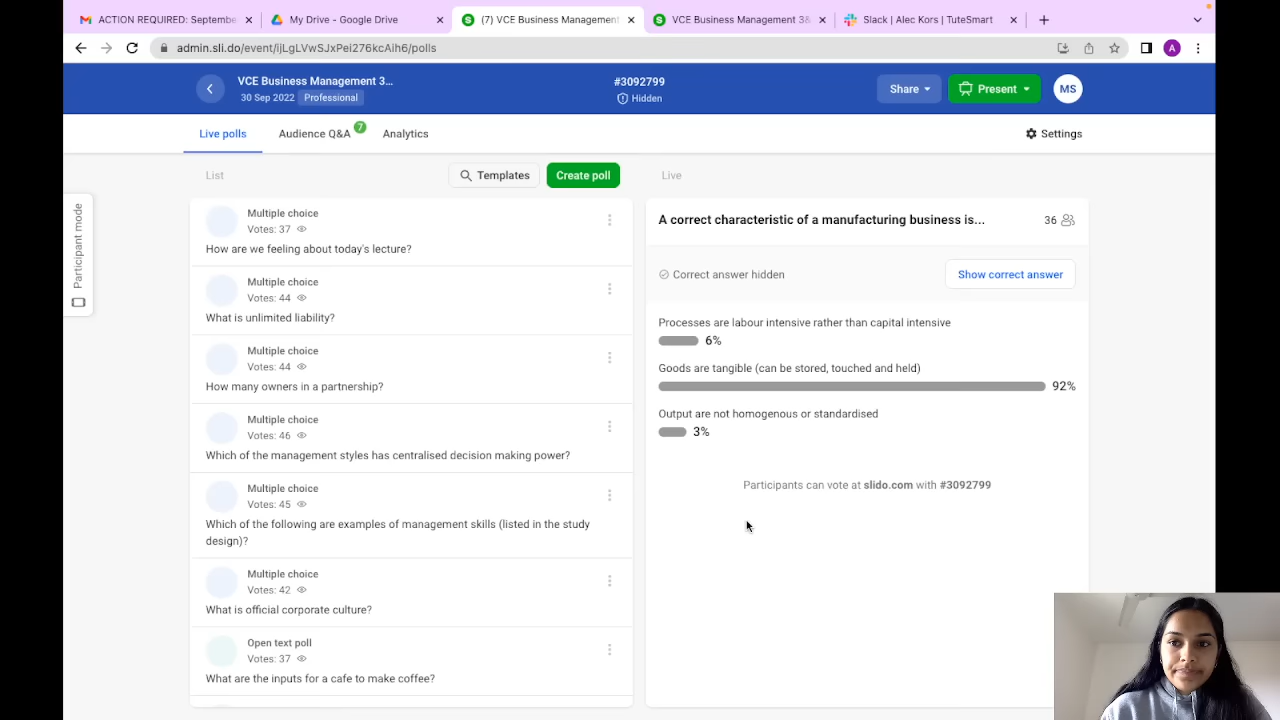 ACTION REQUIRED: Septembe
My Drive - Google Drive
(7) VCE Business Management
VCE Business Management 3&
Slack | Alec Kors | TuteSmart
admin.sli.do/event/ijLgLVwSJxPei276kcAih6/polls
A
VCE Business Management 3...
30 Sep 2022 Professional
#3092799
Hidden
Share
Present
MS
Live polls
Audience Q&A 7
Analytics
Settings
Participant mode
List
Templates
Create poll
Multiple choice
Votes: 37
How are we feeling about today's lecture?
Multiple choice
Votes: 44
What is unlimited liability?
Multiple choice
Votes: 44
How many owners in a partnership?
Multiple choice
Votes: 46
Which of the management styles has centralised decision making power?
Multiple choice
Votes: 45
Which of the following are examples of management skills (listed in the study
design)?
Multiple choice
Votes: 42
What is official corporate culture?
Open text poll
Votes: 37
What are the inputs for a cafe to make coffee?
Live
A correct characteristic of a manufacturing business is... 36
Correct answer hidden
Show correct answer
Processes are labour intensive rather than capital intensive
6%
Goods are tangible (can be stored, touched and held)
92%
Output are not homogenous or standardised
3%
Participants can vote at slido.com with #3092799